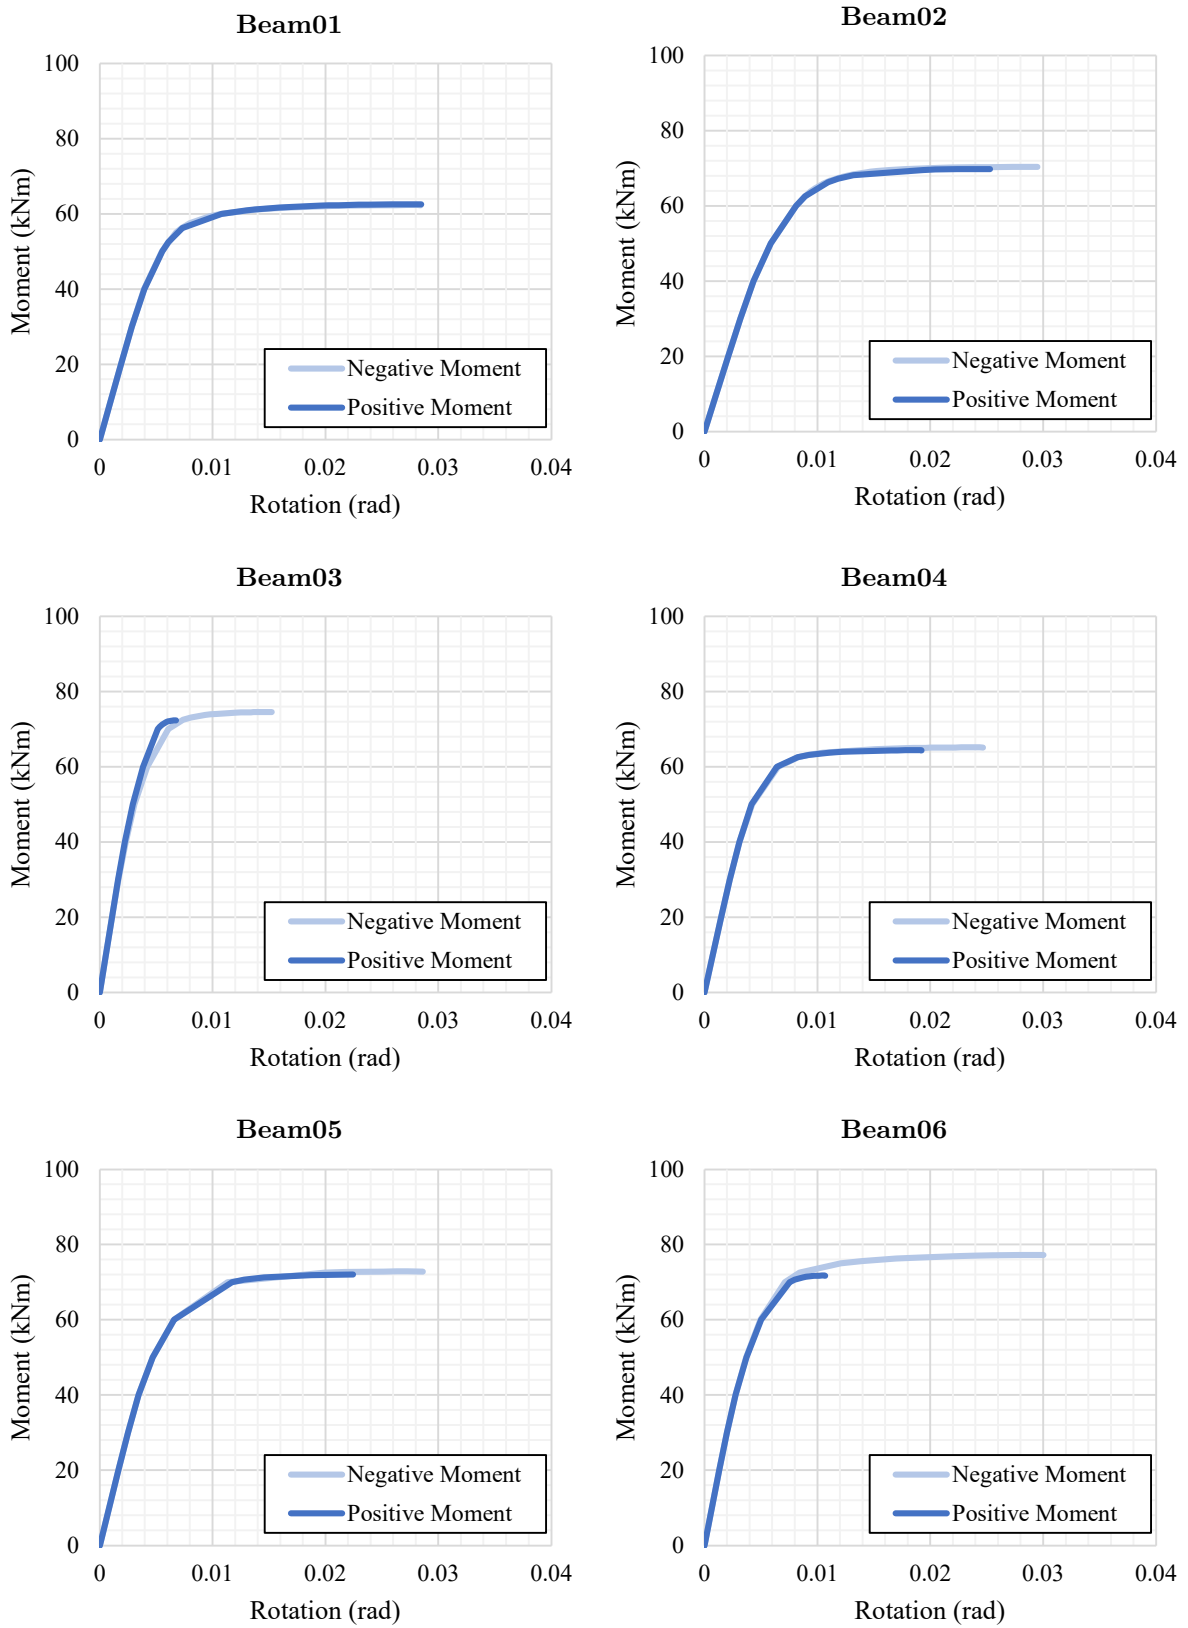 Beam01
100
80
60
40
20
0
Moment (kNm)
Negative Moment
Positive Moment
0 0.01 0.02 0.03 0.04
Rotation (rad)
Beam02
100
80
60
40
20
0
Moment (kNm)
Negative Moment
Positive Moment
0 0.01 0.02 0.03 0.04
Rotation (rad)
Beam03
100
80
60
40
20
0
Moment (kNm)
Negative Moment
Positive Moment
0 0.01 0.02 0.03 0.04
Rotation (rad)
Beam04
100
80
60
40
20
0
Moment (kNm)
Negative Moment
Positive Moment
0 0.01 0.02 0.03 0.04
Rotation (rad)
Beam05
100
80
60
40
20
0
Moment (kNm)
Negative Moment
Positive Moment
0 0.01 0.02 0.03 0.04
Rotation (rad)
Beam06
100
80
60
40
20
0
Moment (kNm)
Negative Moment
Positive Moment
0 0.01 0.02 0.03 0.04
Rotation (rad)